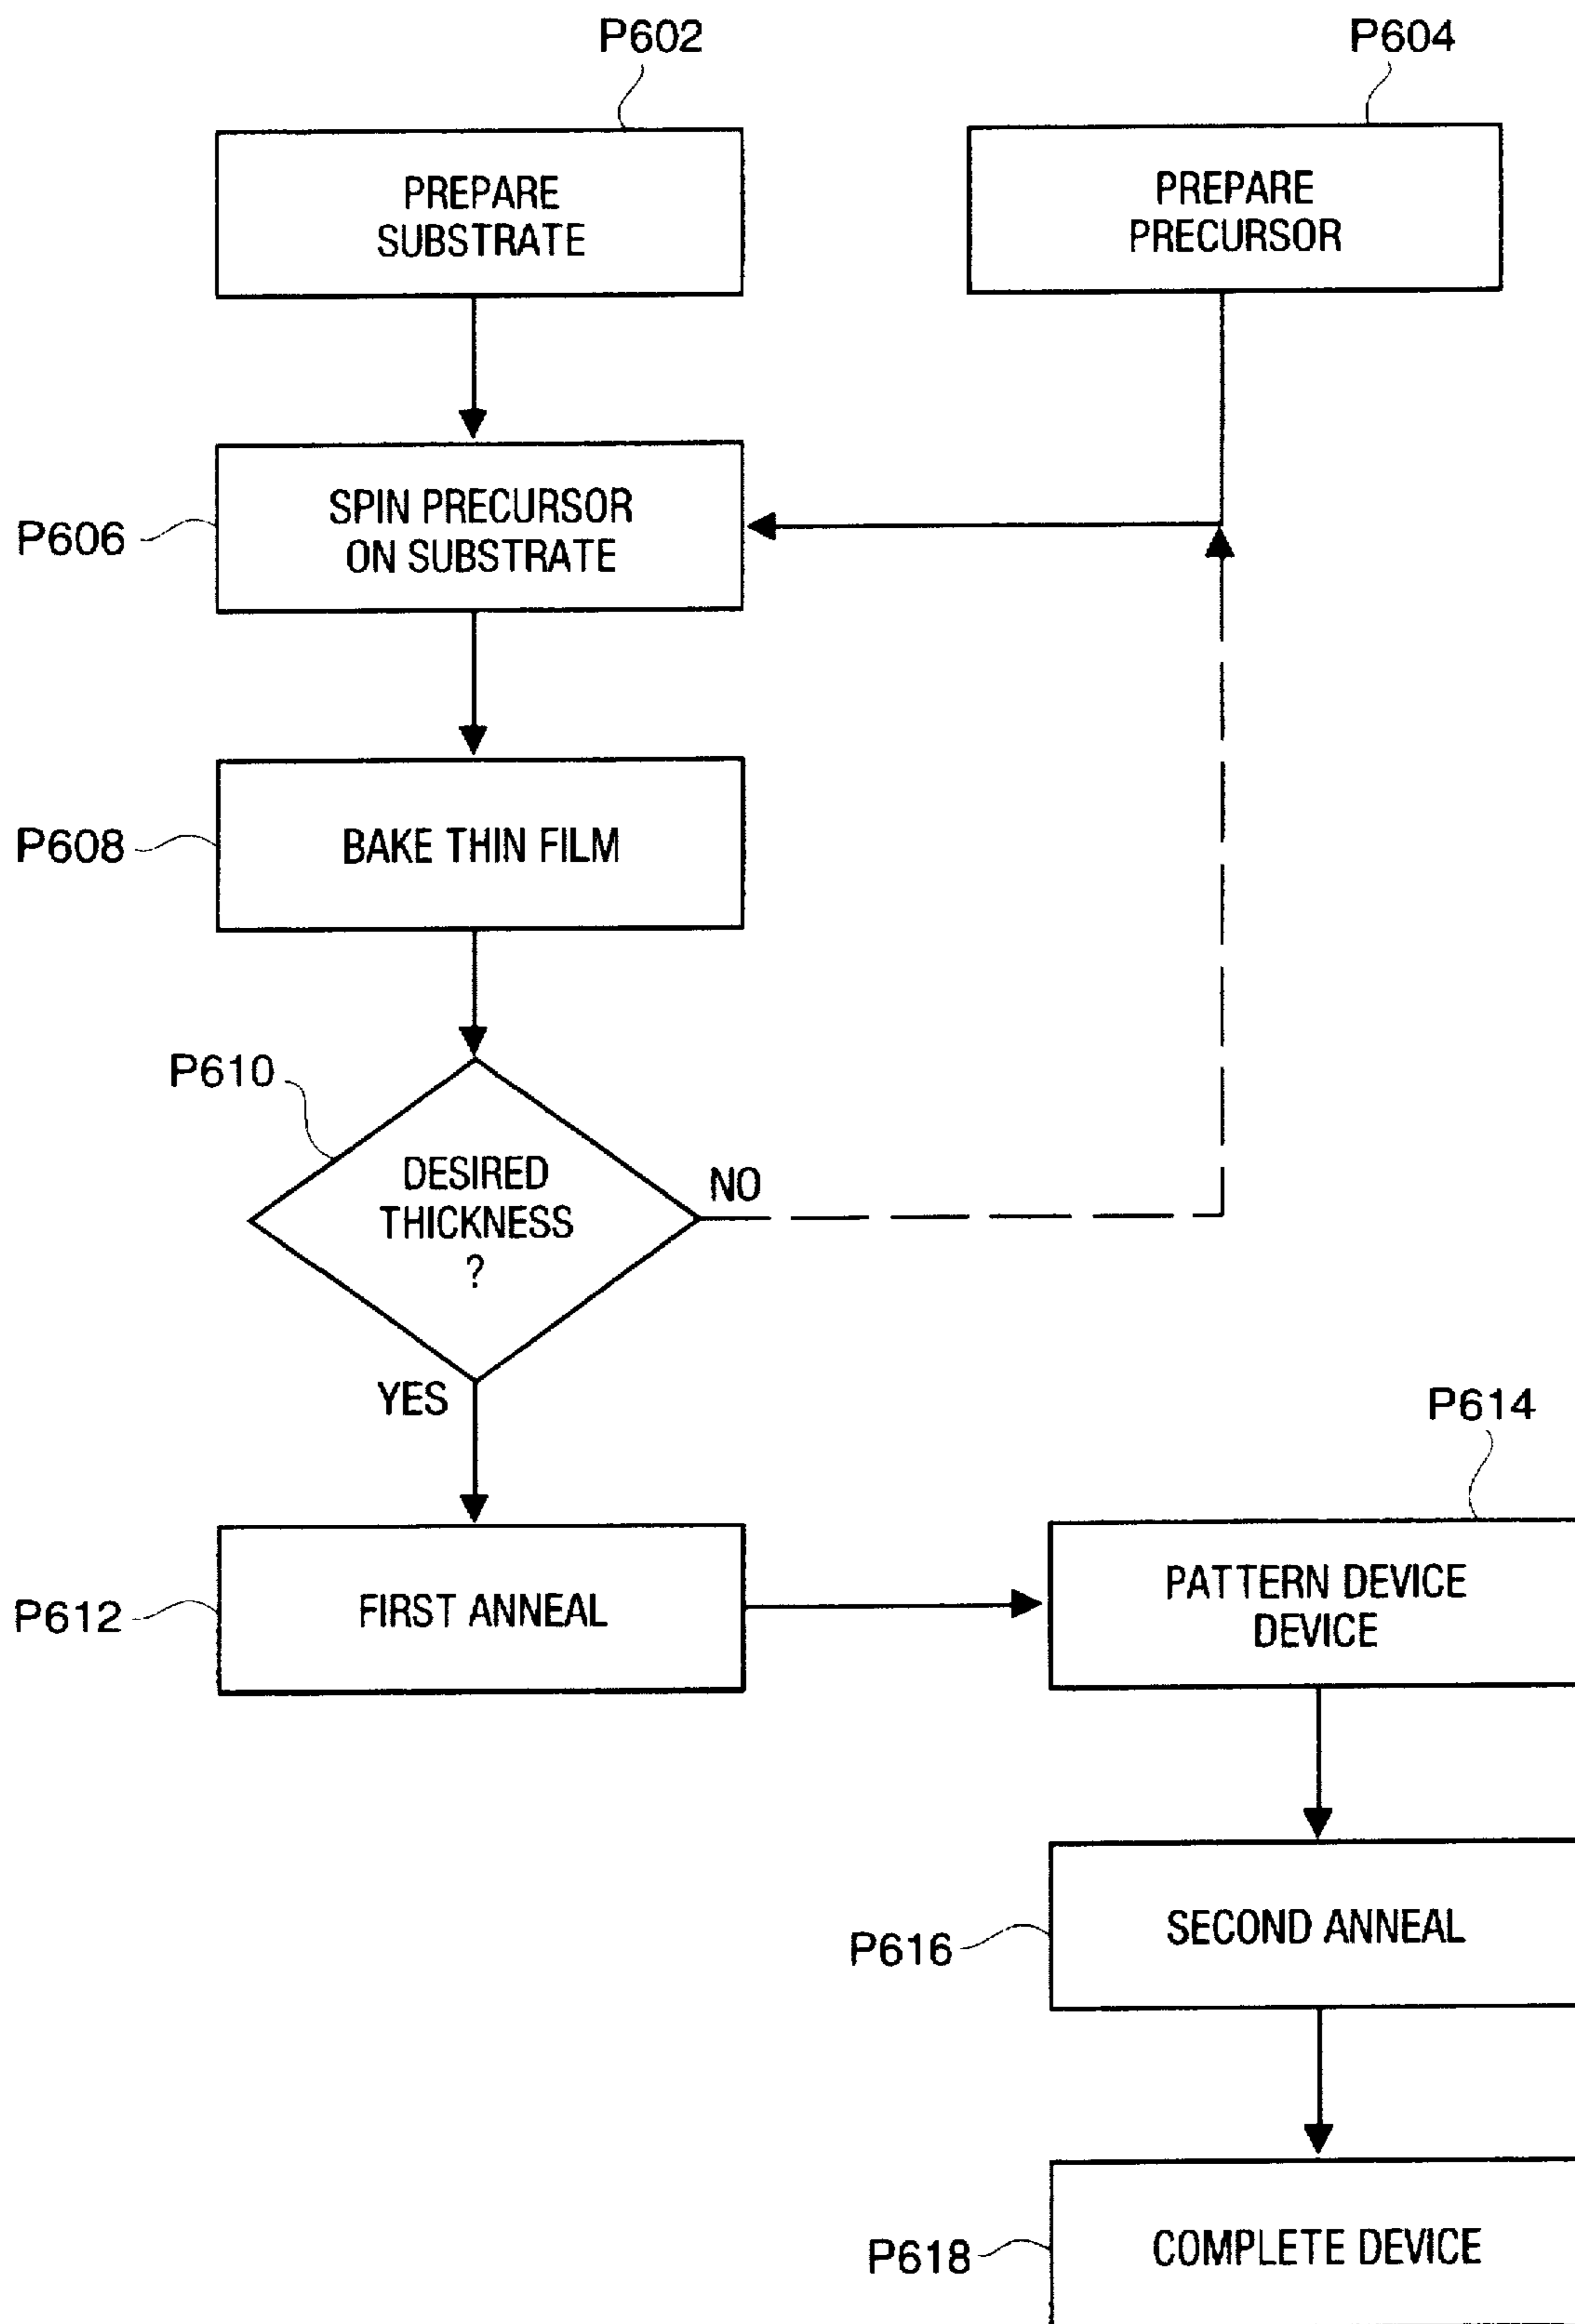 P602
P604
PREPARE
SUBSTRATE
PREPARE
PRECURSOR
P606
SPIN PRECURSOR
ON SUBSTRATE
P608
BAKE THIN FILM
P610
DESIRED
THICKNESS
?
NO
YES
P612
FIRST ANNEAL
P614
PATTERN DEVICE
DEVICE
P616
SECOND ANNEAL
P618
COMPLETE DEVICE